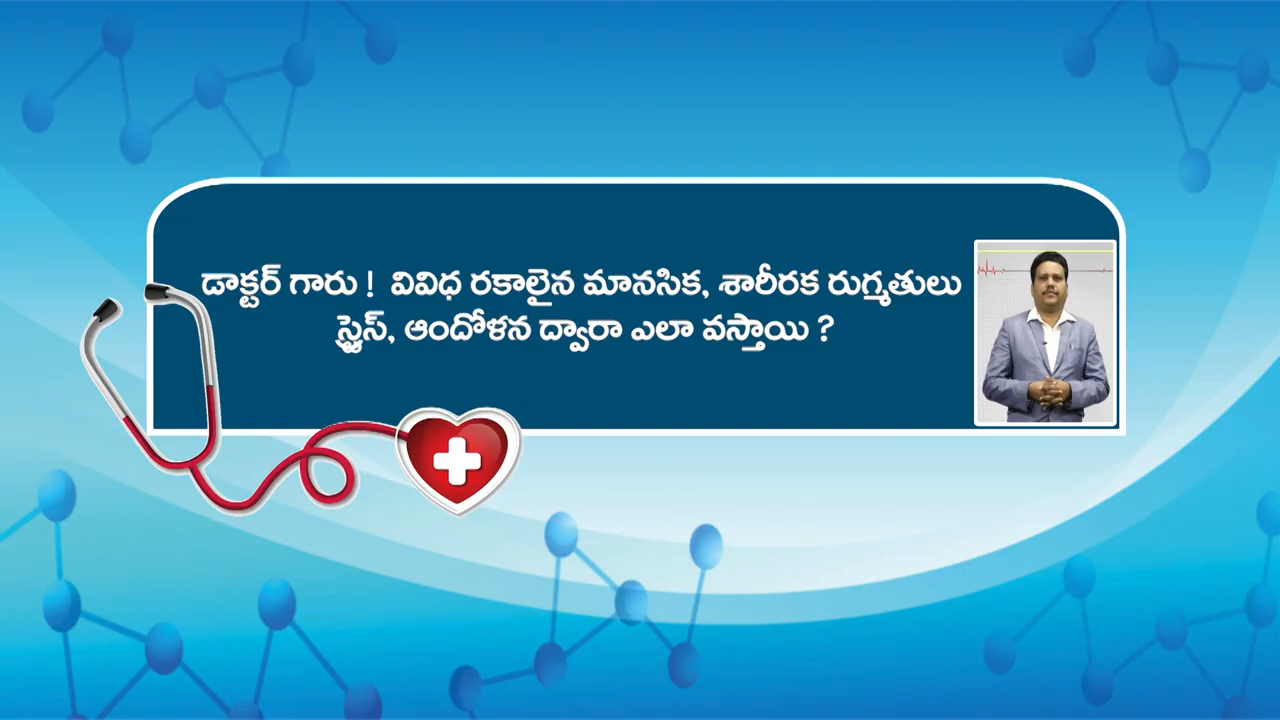 డాక్టర్ గారు ! వివిధ రకాలైన మానసిక, శారీరక రుగ్మతులు
స్ట్రెస్, ఆందోళన ద్వారా ఎలా వస్తాయి ?